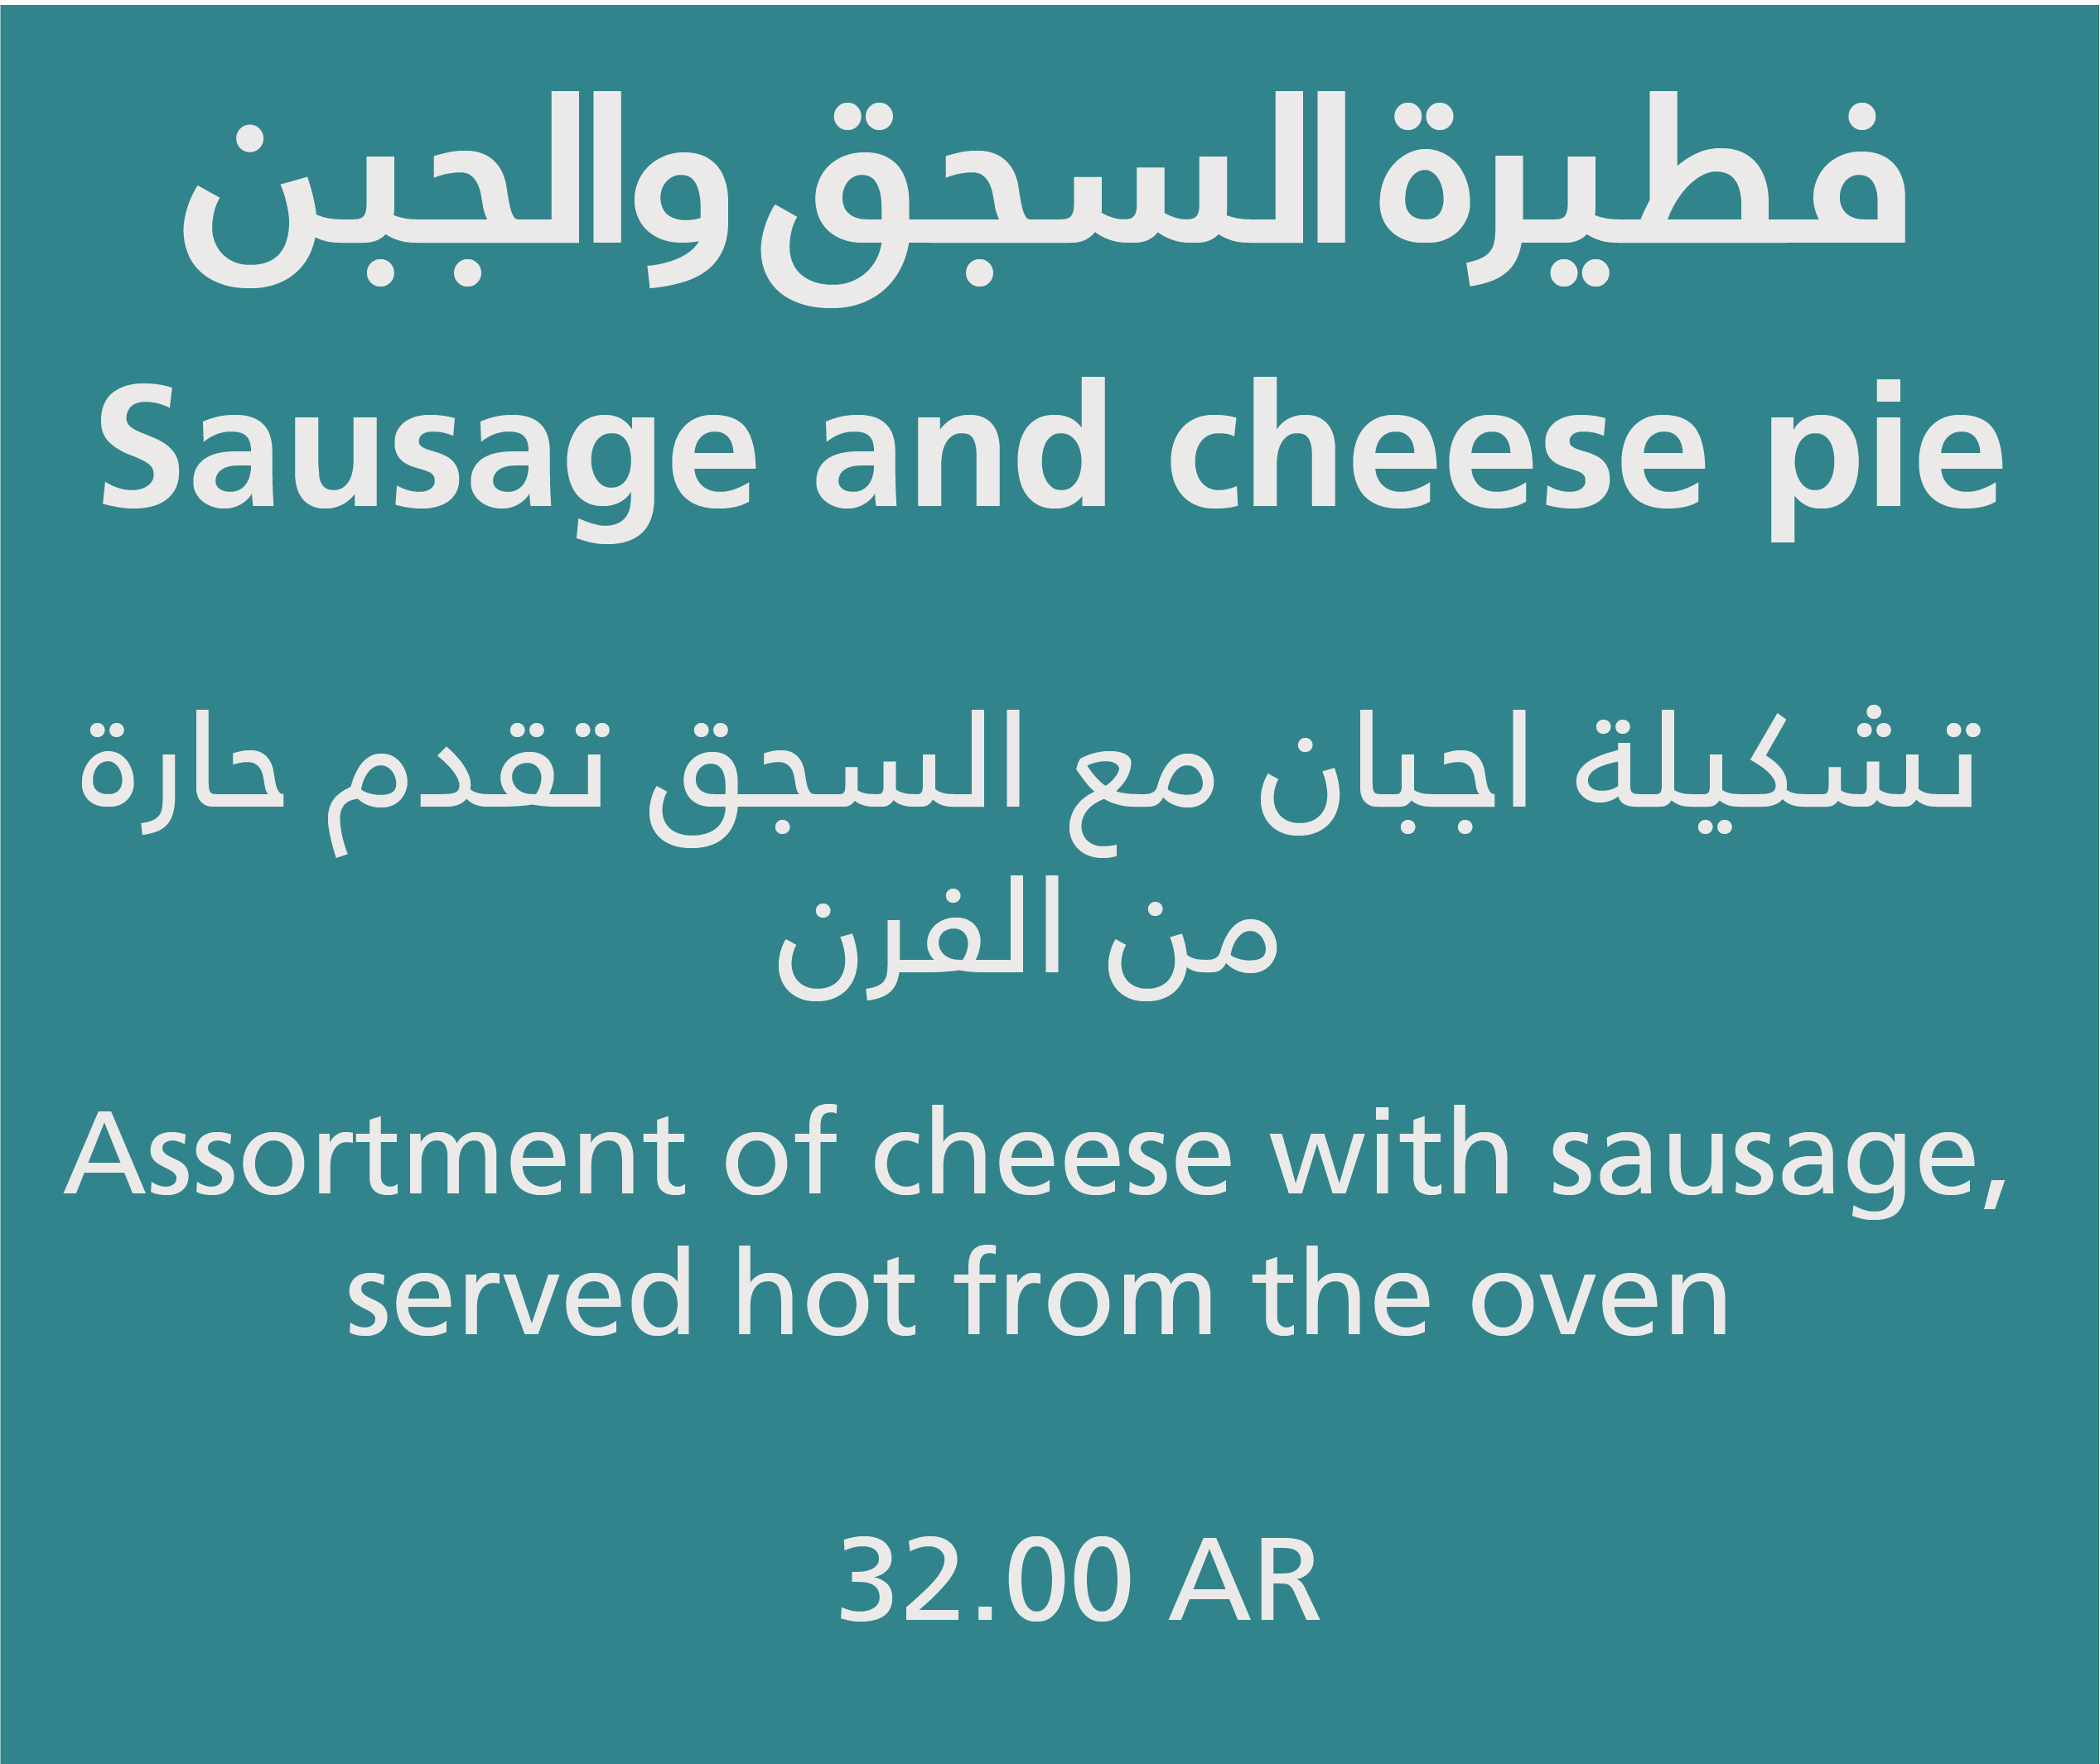 فطيرة السجق والجبن
Sausage and cheese pie
تشكيلة اجبان مع السجق تقدم حارة
من الفرن
Assortment of cheese with sausage,
served hot from the oven
32.00 AR